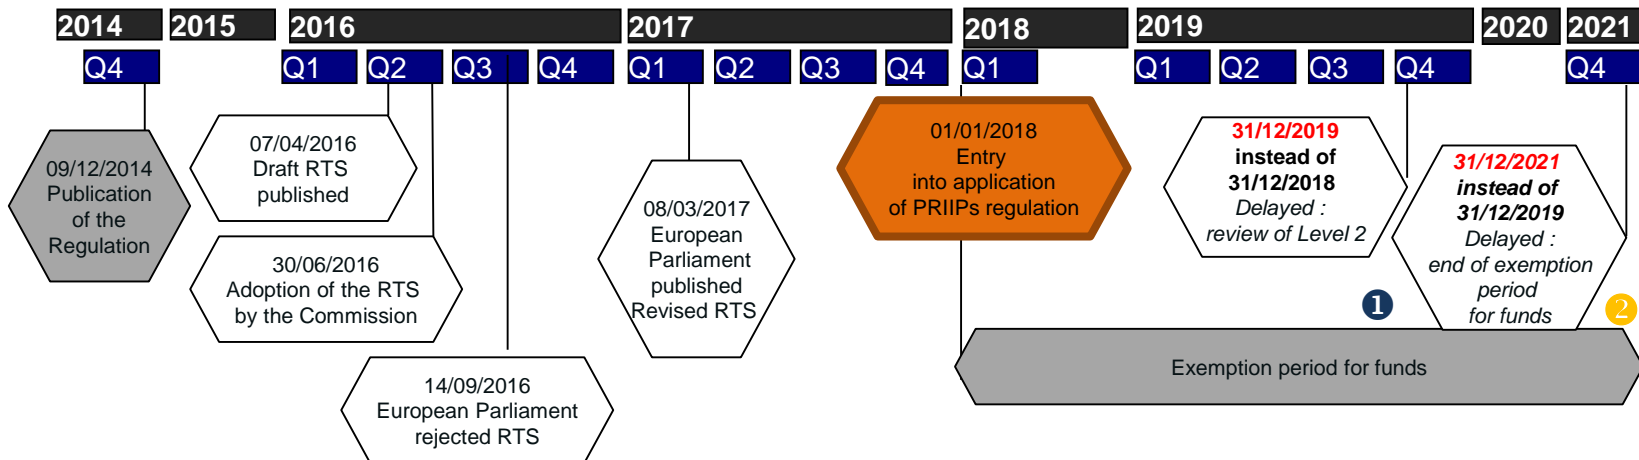 2014
2015
2016
2017
2018
2019
2020
2021
Q4
Q1
Q2
Q3
Q4
Q1
Q2
Q3
Q4
Q1
Q1
Q2
Q3
Q4
Q4
09/12/2014
Publication
of the
Regulation
07/04/2016
Draft RTS
published
30/06/2016
Adoption of the RTS
by the Commission
14/09/2016
European Parliament
rejected RTS
08/03/2017
European
Parliament
published
Revised RTS
01/01/2018
Entry
into application
of PRIIPs regulation
31/12/2019
instead of
31/12/2018
Delayed :
review of Level 2
31/12/2021
instead of
31/12/2019
Delayed :
end of exemption
period
for funds
1
2
Exemption period for funds